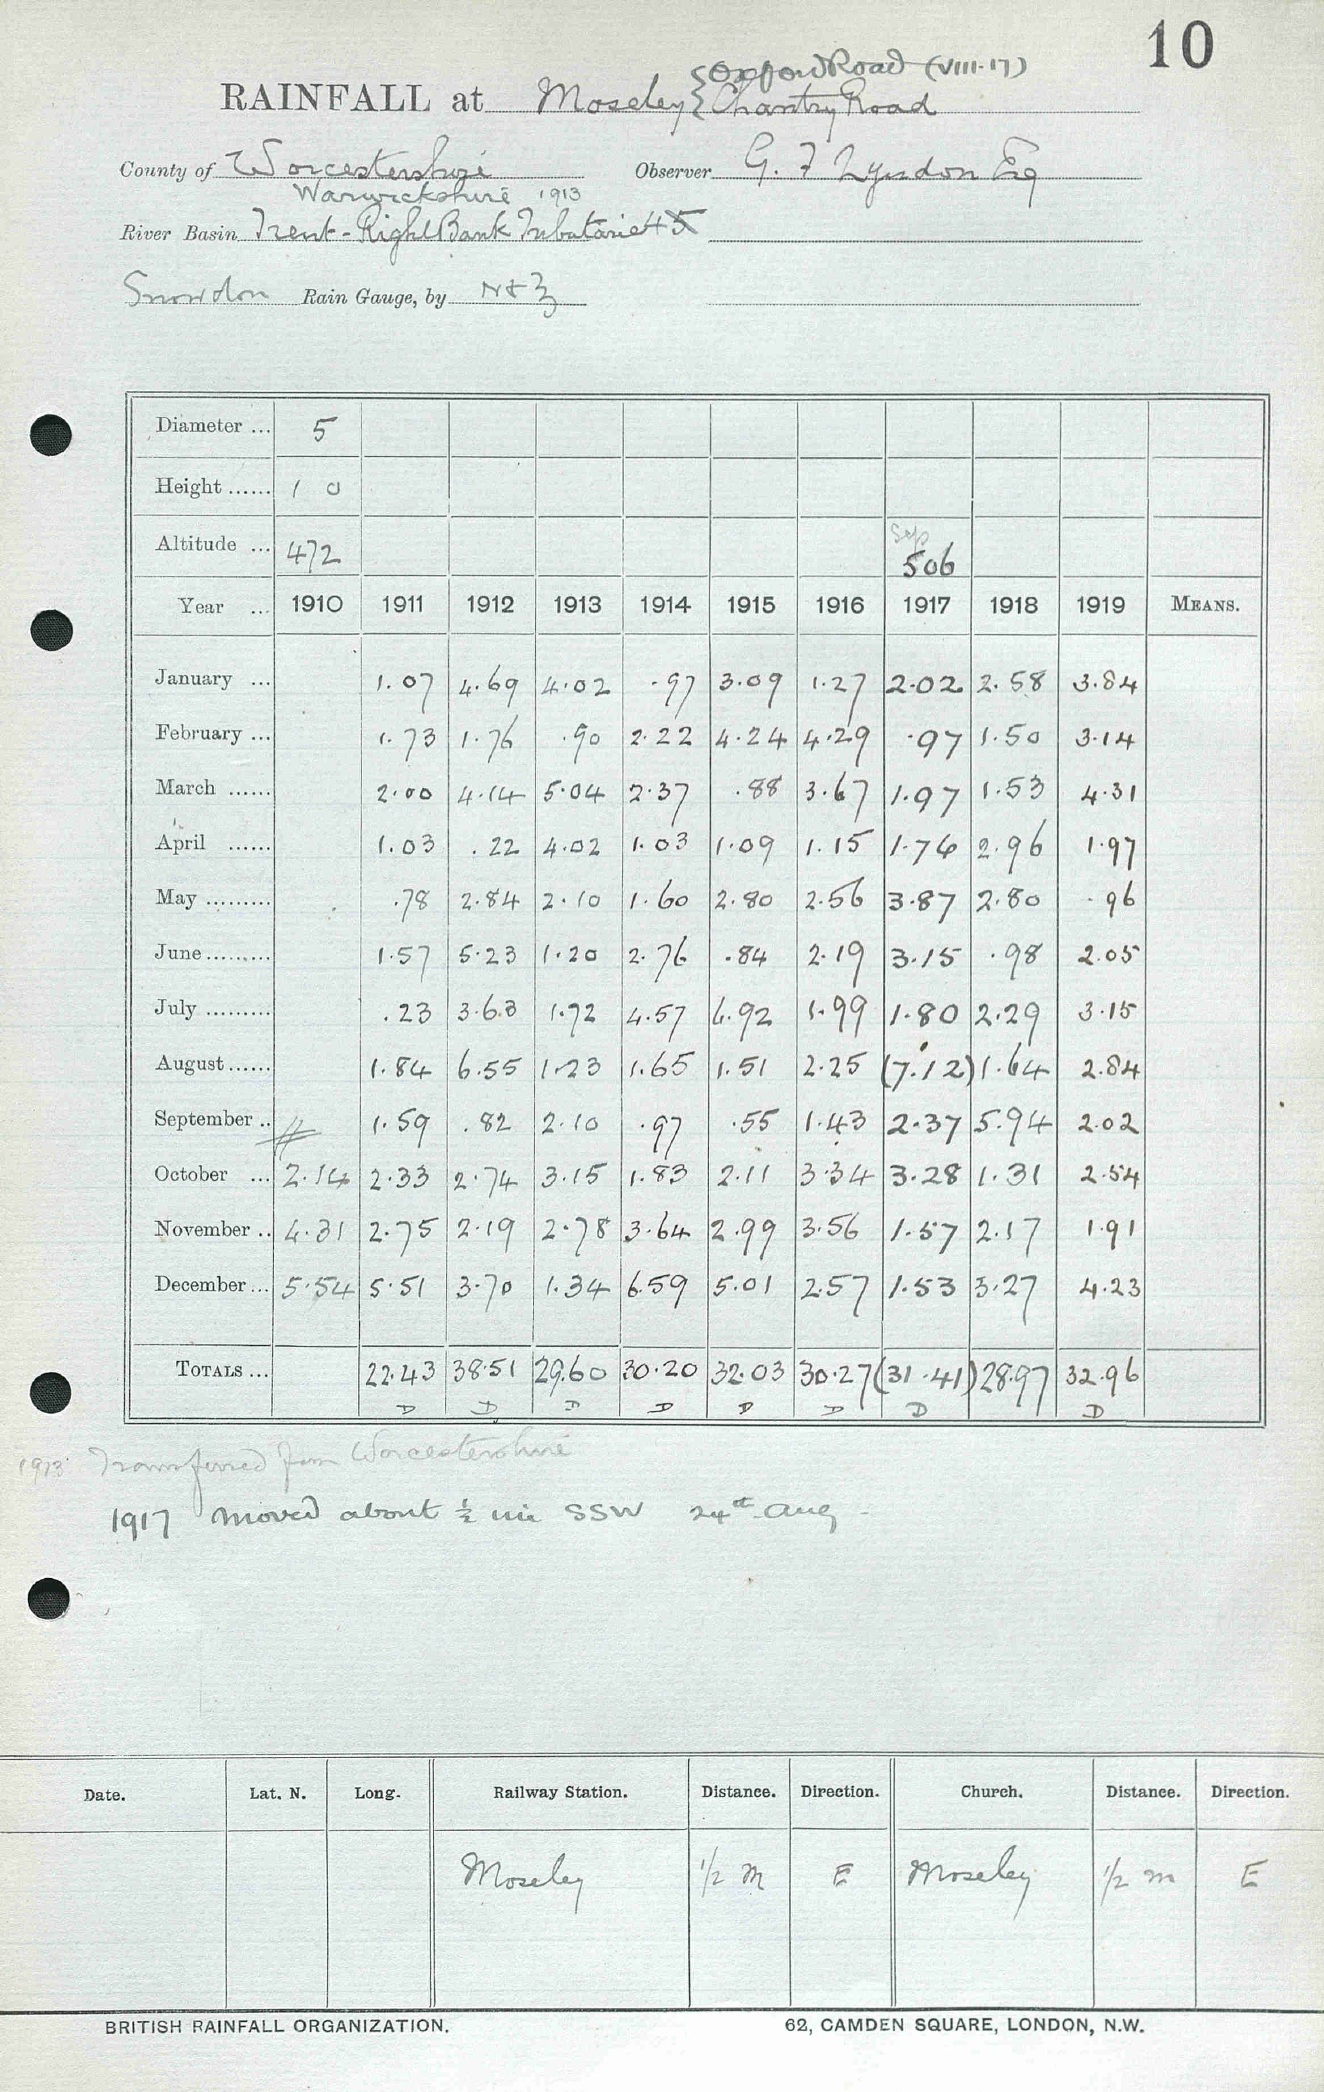 10
RAINFALL at Moseley { Oxford Road (VIII.17)
Chantry Road
County of Worcestershire Observer G. F Lyndon Esq
Warwickshire 1913
River Basin Trent - Right Bank Tributaries
Snowdon Rain Gauge, by N & Z
Diameter ... 5
Height ...... 1 0
Altitude ... 472 Sep 506
Year ... 1910 1911 1912 1913 1914 1915 1916 1917 1918 1919 MEANS.
January ... 1.07 4.69 4.02 .97 3.09 1.27 2.02 2.58 3.84
February ... 1.73 1.76 .90 2.22 4.24 4.29 .97 1.50 3.14
March ...... 2.00 4.14 5.04 2.37 .88 3.67 1.97 1.53 4.31
April ...... 1.03 .22 4.02 1.03 1.09 1.15 1.76 2.96 1.97
May ......... .78 2.84 2.10 1.60 2.80 2.56 3.87 2.80 .96
June ......... 1.57 5.23 1.20 2.76 .84 2.19 3.15 .98 2.05
July ......... .23 3.63 1.72 4.57 6.92 1.99 1.80 2.29 3.15
August ...... 1.84 6.55 1.23 1.65 1.51 2.25 (7.12) 1.64 2.84
September .. 1.59 .82 2.10 .97 .55 1.43 2.37 5.94 2.02
October ... 2.14 2.33 2.74 3.15 1.83 2.11 3.34 3.28 1.31 2.54
November .. 4.31 2.75 2.19 2.78 3.64 2.99 3.56 1.57 2.17 1.91
December ... 5.54 5.51 3.70 1.34 6.59 5.01 2.57 1.53 3.27 4.23
TOTALS ... 22.43 38.51 29.60 30.20 32.03 30.27 (31.41) 28.97 32.96
D D D D D D D D
1913 Transferred from Worcestershire
1917 Moved about ½ mi SSW 24th Aug -
Date. Lat. N. Long. Railway Station. Distance. Direction. Church. Distance. Direction.
Moseley 1/2 m E Moseley 1/2 m E
BRITISH RAINFALL ORGANIZATION. 62, CAMDEN SQUARE, LONDON, N.W.